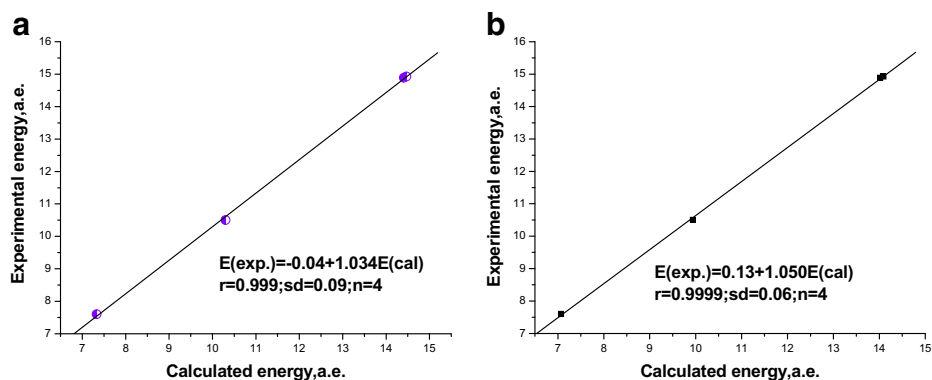 a
16
15
14
13
12
11
10
9
8
7
Experimental energy,a.e.
E(exp.)=-0.04+1.034E(cal)
r=0.999;sd=0.09;n=4
7 8 9 10 11 12 13 14 15
Calculated energy,a.e.
b
16
15
14
13
12
11
10
9
8
7
Experimental energy,a.e.
E(exp.)=0.13+1.050E(cal)
r=0.9999;sd=0.06;n=4
7 8 9 10 11 12 13 14 15
Calculated energy,a.e.